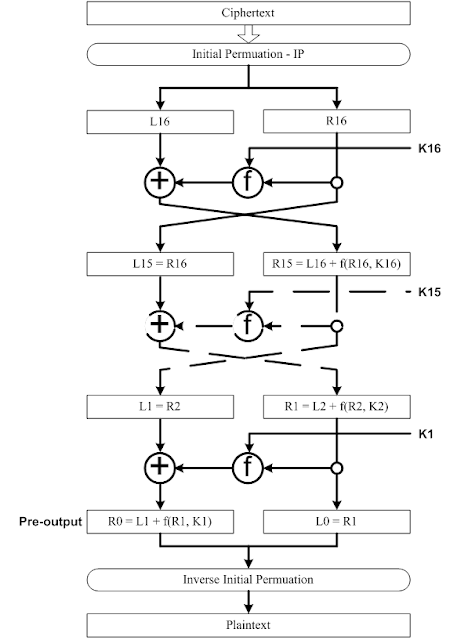 Ciphertext
Initial Permuation - IP
L16
R16
K16
+
f
L15 = R16
R15 = L16 + f(R16, K16)
K15
+
f
L1 = R2
R1 = L2 + f(R2, K2)
K1
+
f
Pre-output
R0 = L1 + f(R1, K1)
L0 = R1
Inverse Initial Permuation
Plaintext